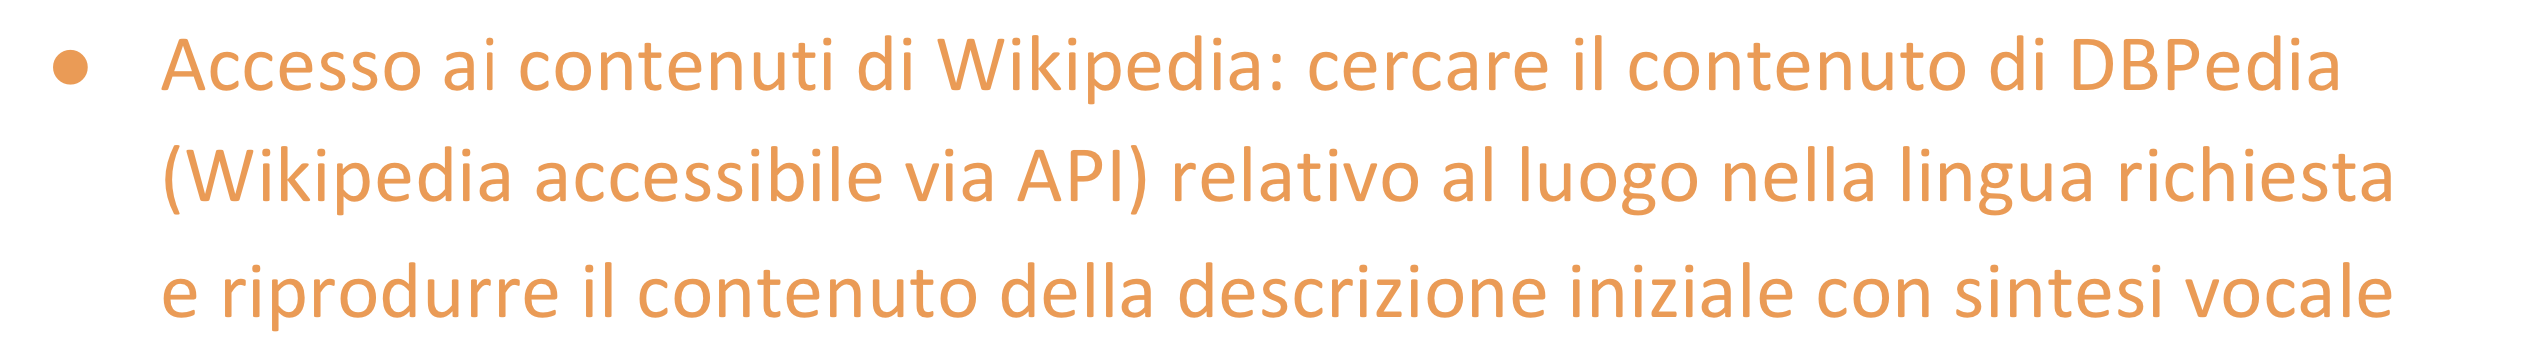 ● Accesso ai contenuti di Wikipedia: cercare il contenuto di DBPedia
(Wikipedia accessibile via API) relativo al luogo nella lingua richiesta
e riprodurre il contenuto della descrizione iniziale con sintesi vocale